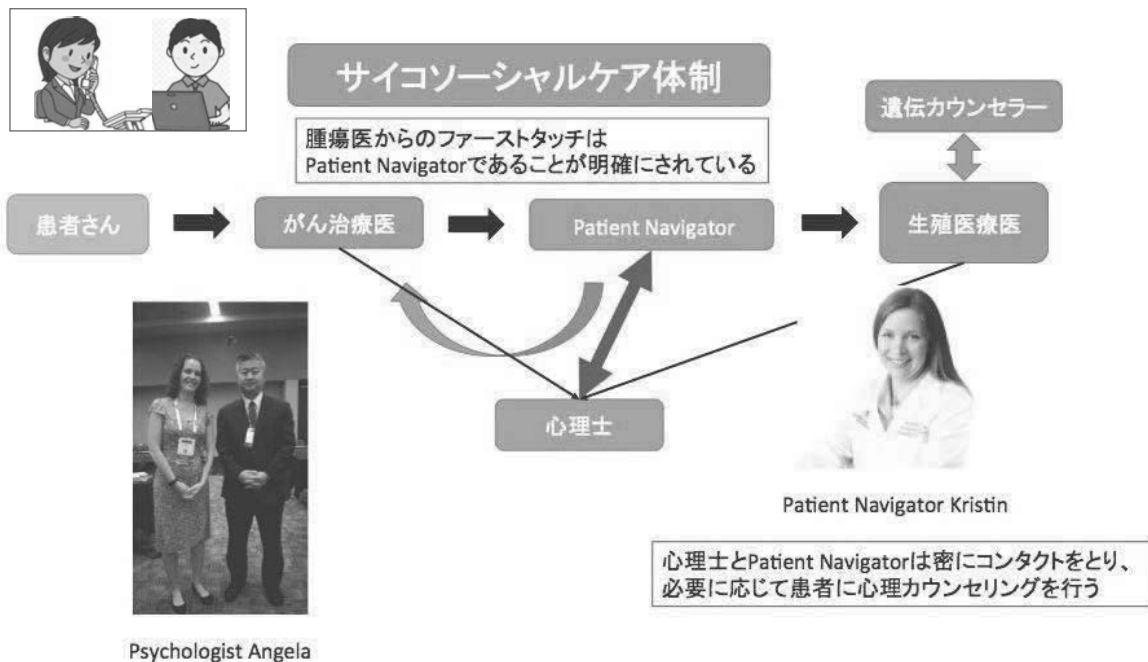 サイコソーシャルケア体制
遺伝カウンセラー
腫瘍医からのファーストタッチは
Patient Navigatorであることが明確にされている
患者さん
がん治療医
Patient Navigator
生殖医療医
心理士
Patient Navigator Kristin
心理士とPatient Navigatorは密にコンタクトをとり、
必要に応じて患者に心理カウンセリングを行う
Psychologist Angela